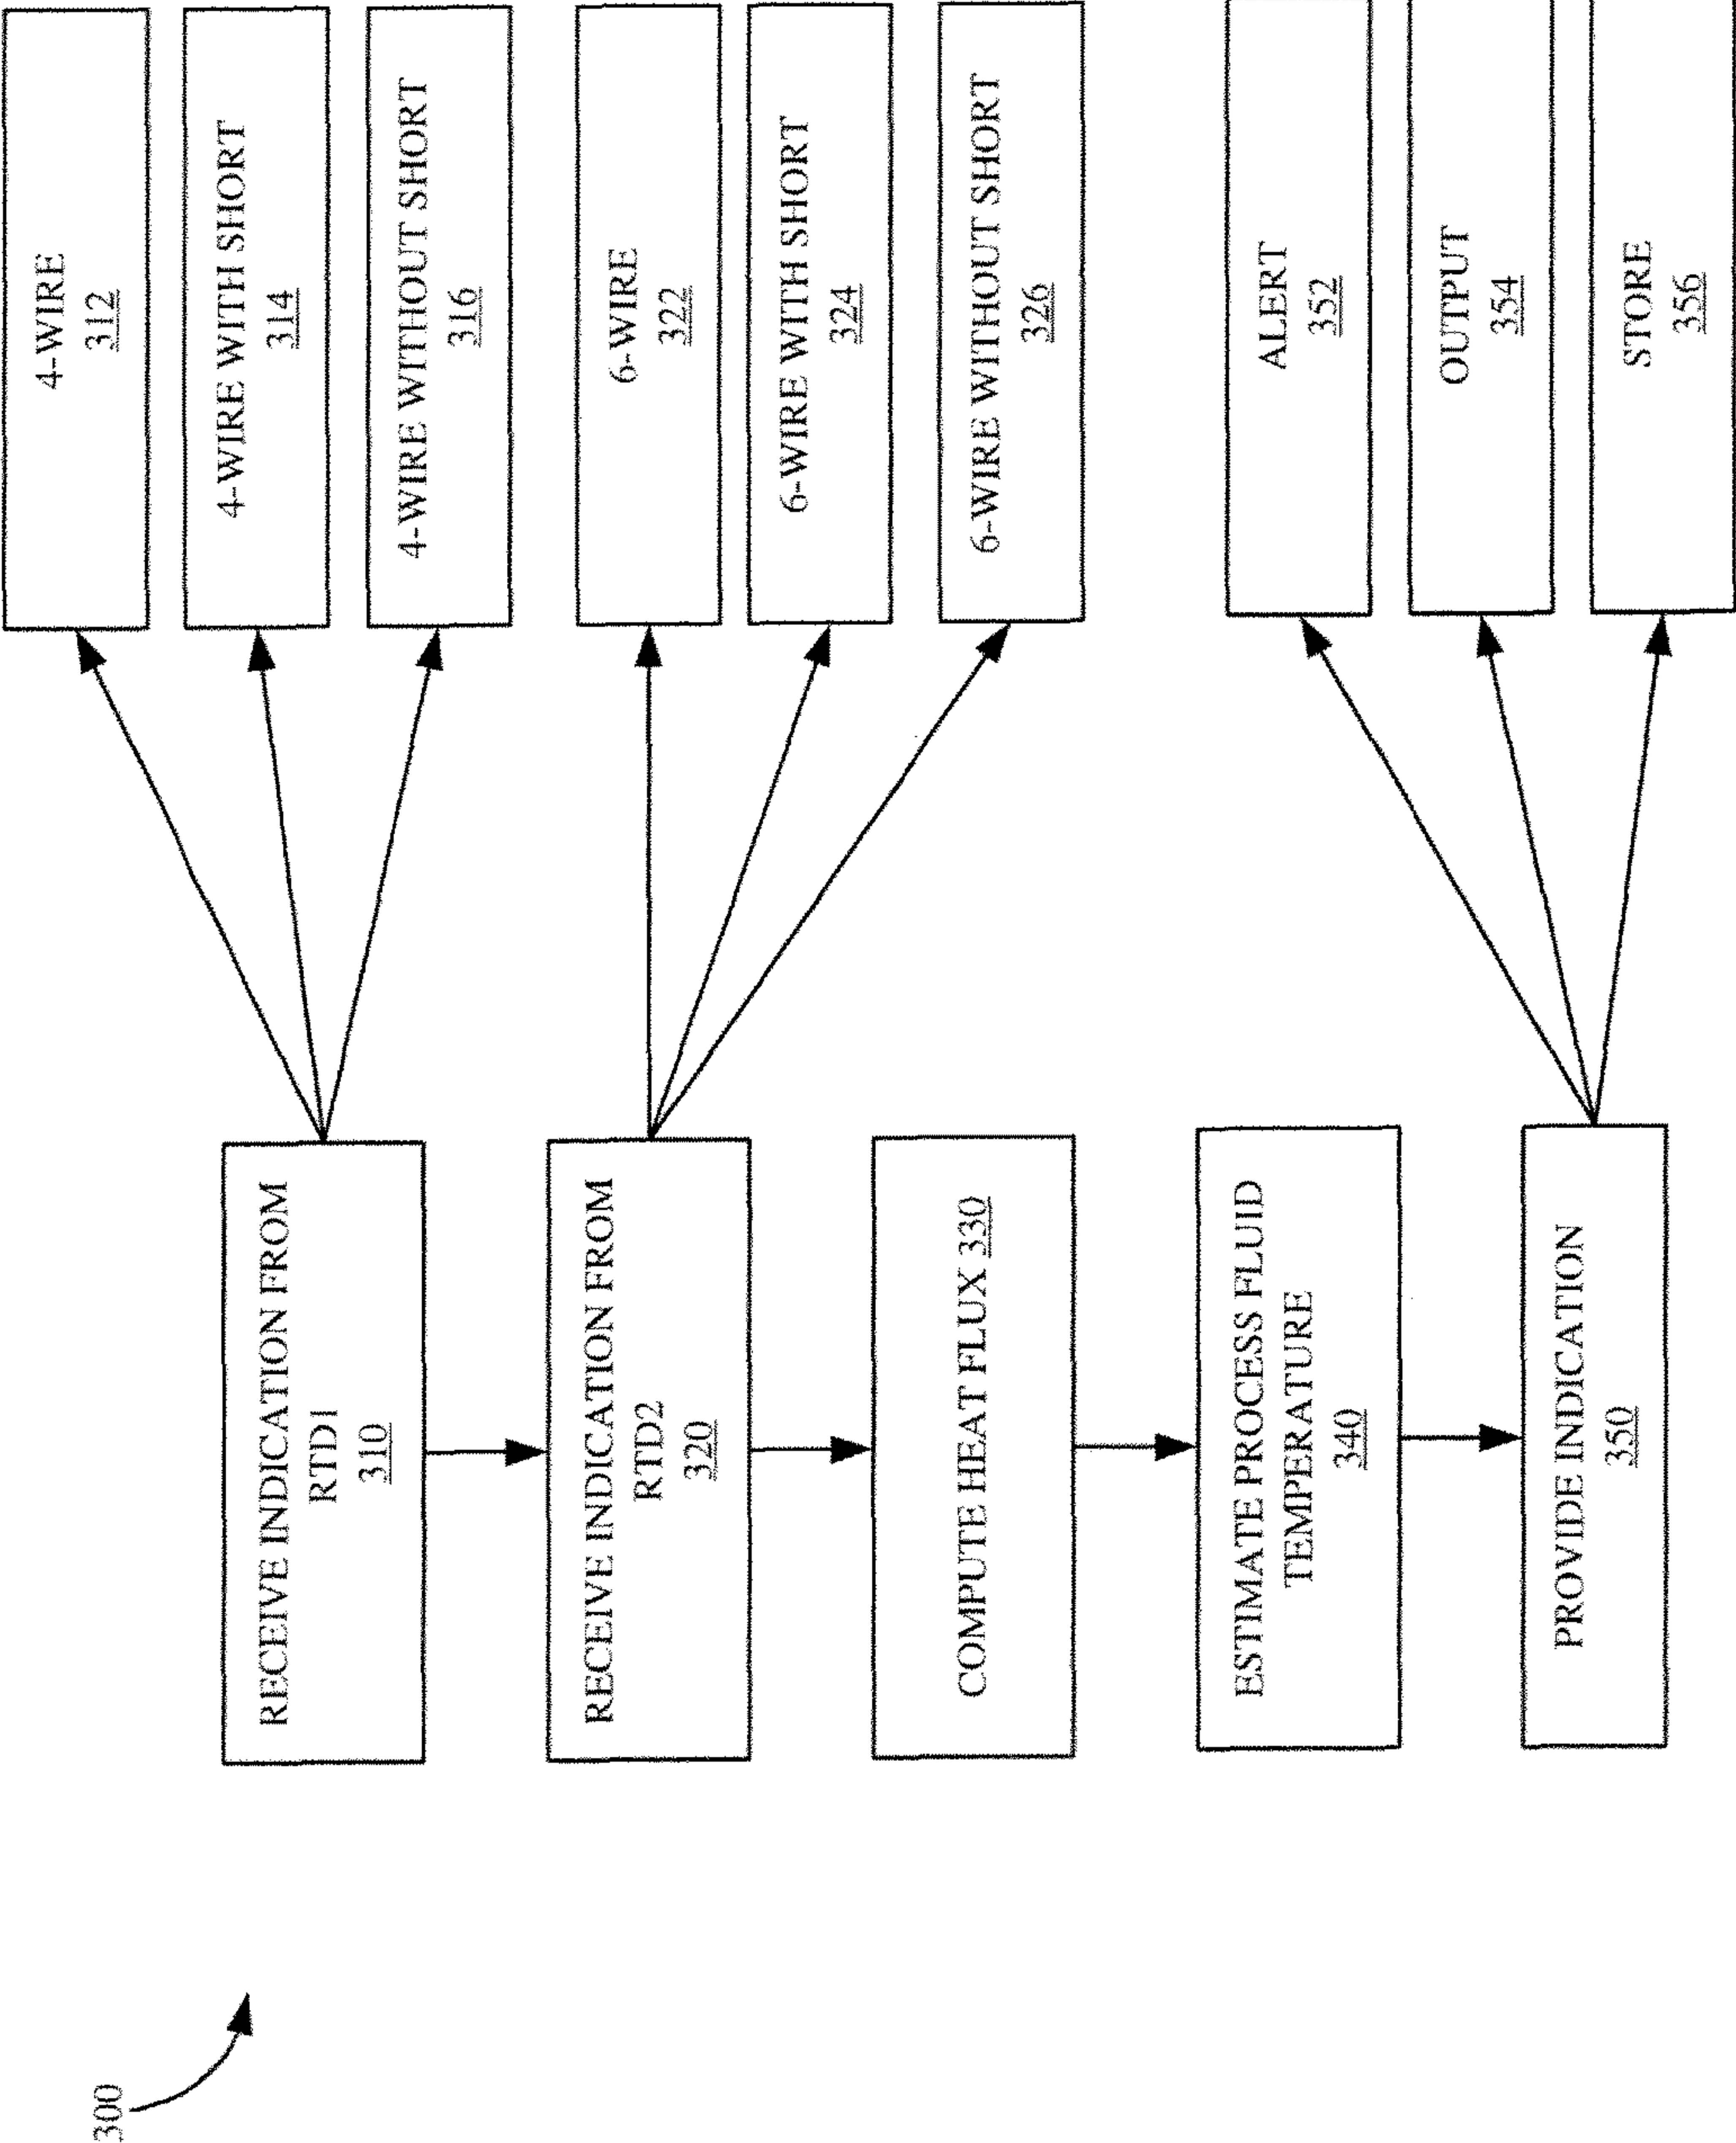 300
RECEIVE INDICATION FROM
RTD1
310
4-WIRE
312
4-WIRE WITH SHORT
314
4-WIRE WITHOUT SHORT
316
RECEIVE INDICATION FROM
RTD2
320
6-WIRE
322
6-WIRE WITH SHORT
324
6-WIRE WITHOUT SHORT
326
COMPUTE HEAT FLUX 330
ESTIMATE PROCESS FLUID
TEMPERATURE
340
PROVIDE INDICATION
350
ALERT
352
OUTPUT
354
STORE
356